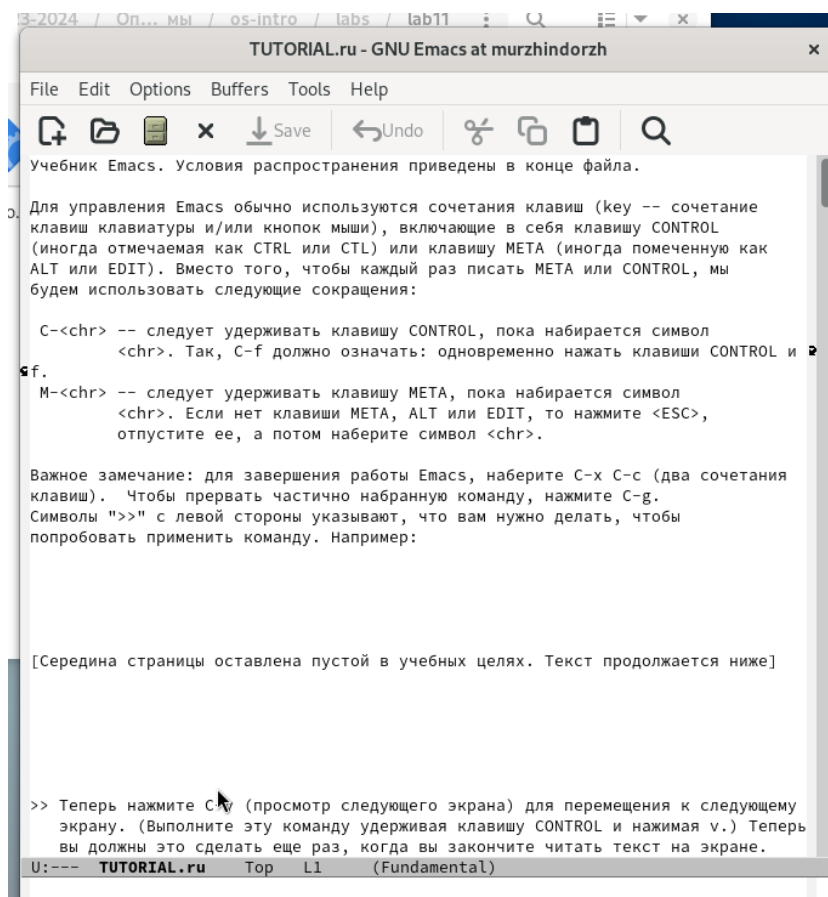 3-2024 / Оп... мы / os-intro / labs / lab11
TUTORIAL.ru - GNU Emacs at murzhindorzh
File Edit Options Buffers Tools Help
Save Undo
Учебник Emacs. Условия распространения приведены в конце файла.
Для управления Emacs обычно используются сочетания клавиш (key -- сочетание
клавиш клавиатуры и/или кнопок мыши), включающие в себя клавишу CONTROL
(иногда отмечаемая как CTRL или CTL) или клавишу META (иногда помеченную как
ALT или EDIT). Вместо того, чтобы каждый раз писать META или CONTROL, мы
будем использовать следующие сокращения:
C-<chr> -- следует удерживать клавишу CONTROL, пока набирается символ
<chr>. Так, C-f должно означать: одновременно нажать клавиши CONTROL и
f.
M-<chr> -- следует удерживать клавишу META, пока набирается символ
<chr>. Если нет клавиши META, ALT или EDIT, то нажмите <ESC>,
отпустите ее, а потом наберите символ <chr>.
Важное замечание: для завершения работы Emacs, наберите C-x C-c (два сочетания
клавиш). Чтобы прервать частично набранную команду, нажмите C-g.
Символы ">>" с левой стороны указывают, что вам нужно делать, чтобы
попробовать применить команду. Например:
[Середина страницы оставлена пустой в учебных целях. Текст продолжается ниже]
>> Теперь нажмите C-v (просмотр следующего экрана) для перемещения к следующему
экрану. (Выполните эту команду удерживая клавишу CONTROL и нажимая v.) Теперь
вы должны это сделать еще раз, когда вы закончите читать текст на экране.
U:--- TUTORIAL.ru Top L1 (Fundamental)